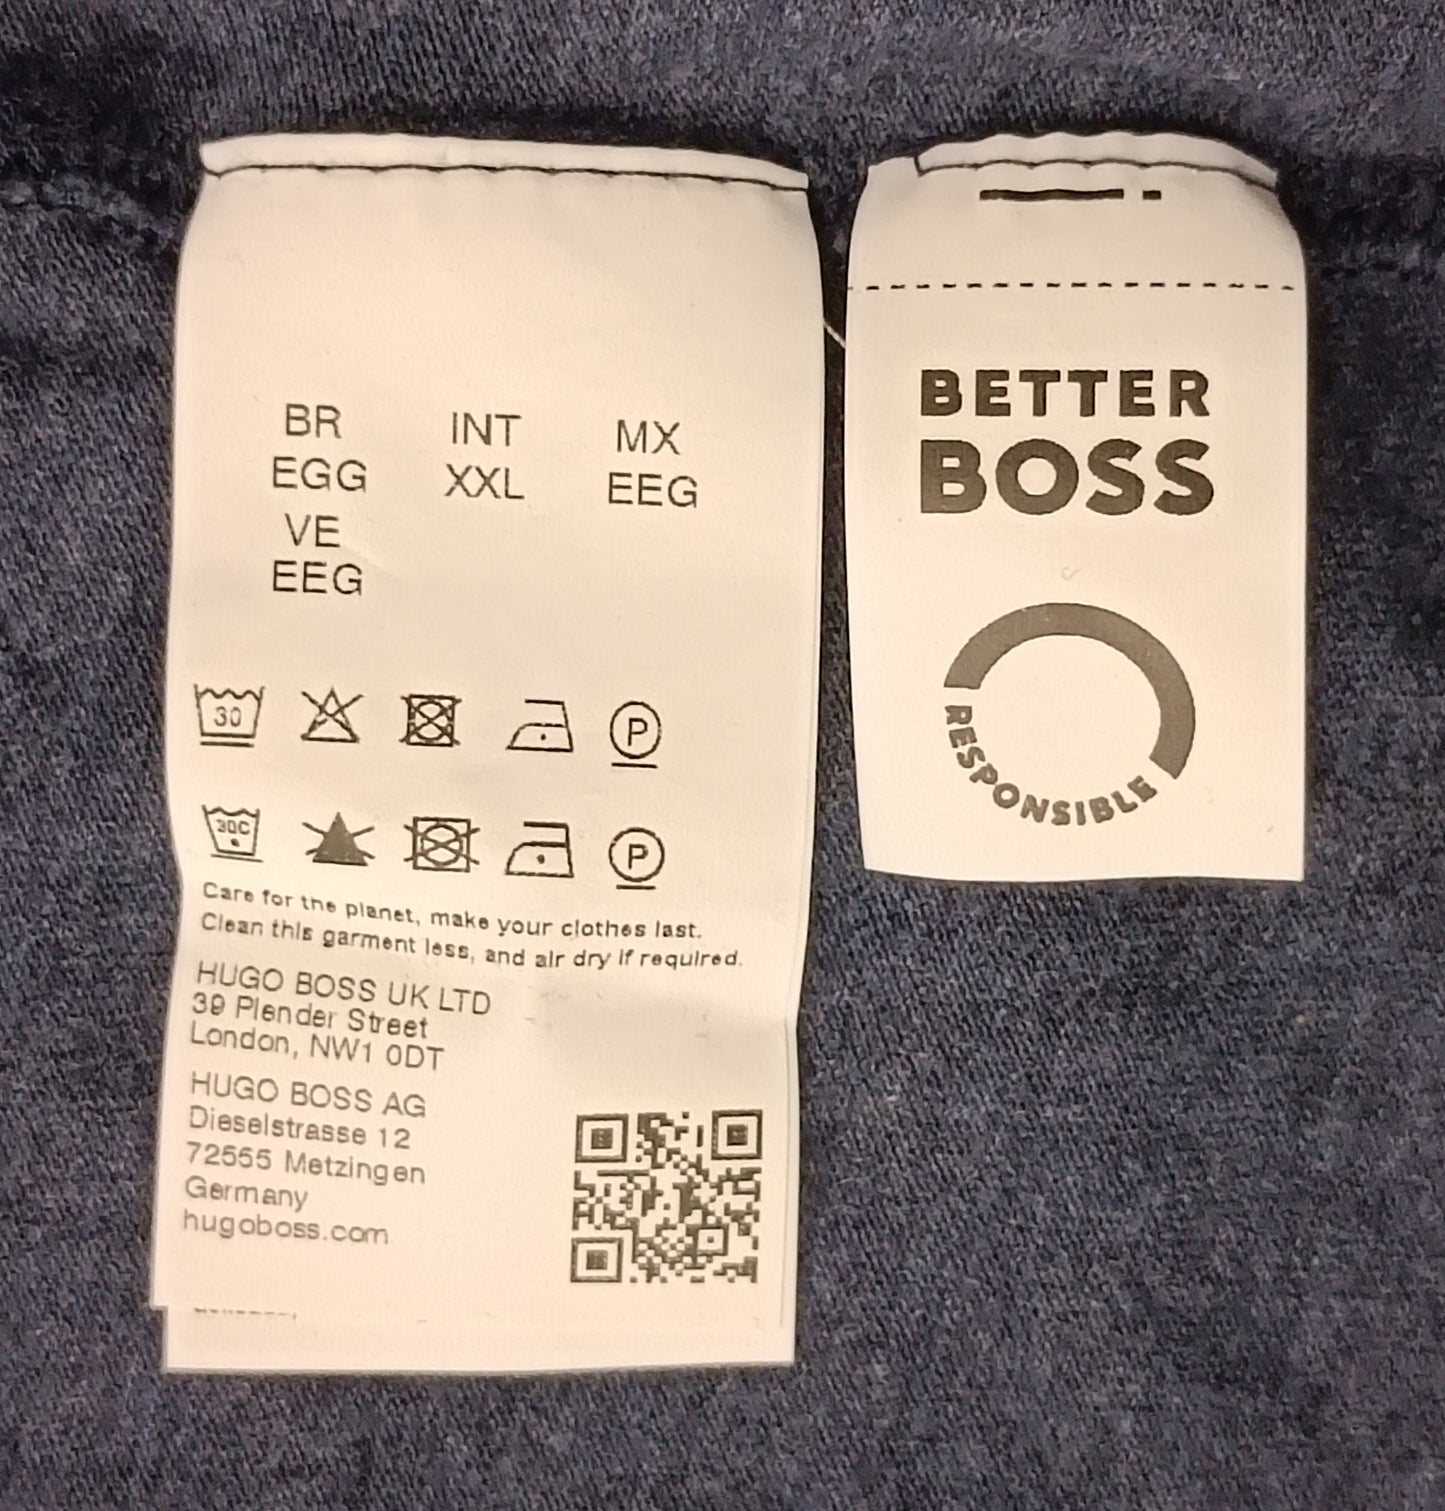 BR INT MX
EGG XXL EEG
VE
EEG
30 P
30C P
Care for the planet, make your clothes last.
Clean this garment less, and air dry if required.
HUGO BOSS UK LTD
39 Plender Street
London, NW1 0DT
HUGO BOSS AG
Dieselstrasse 12
72555 Metzingen
Germany
hugoboss.com
BETTER
BOSS
RESPONSIBLE